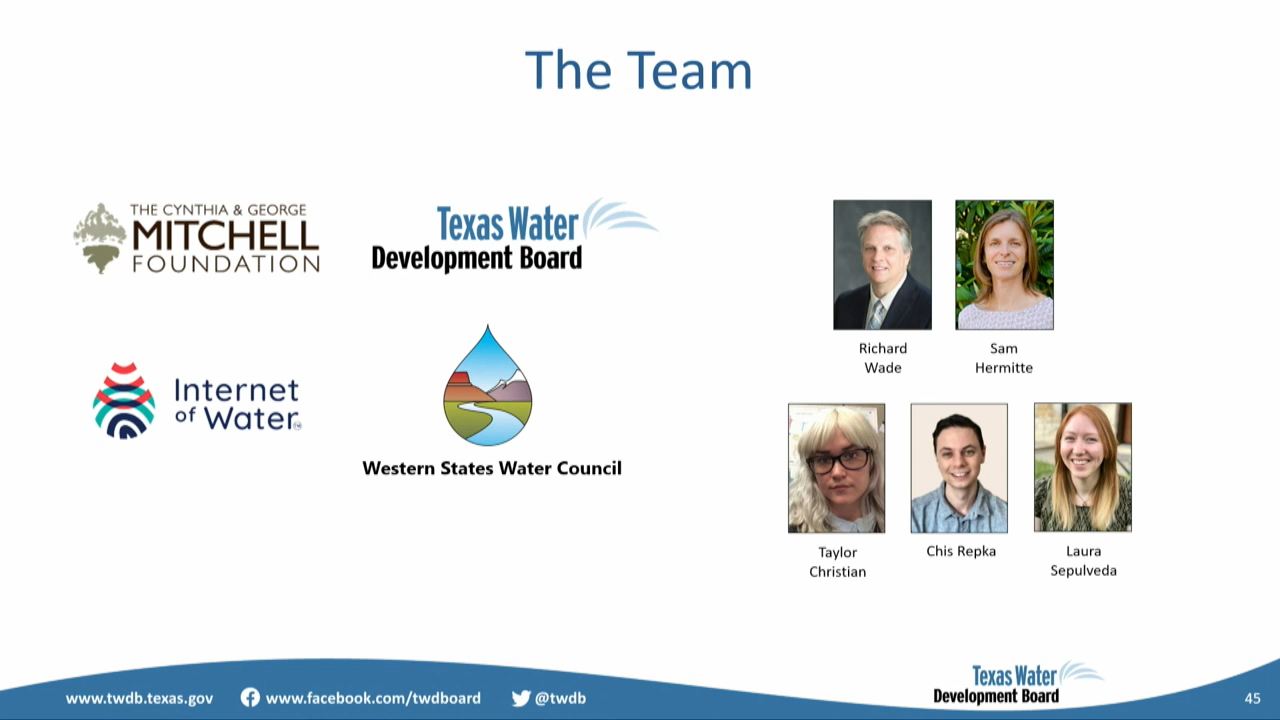 The Team
THE CYNTHIA & GEORGE
MITCHELL
FOUNDATION
Texas Water
Development Board
Internet
of Water
TM
Western States Water Council
Richard
Wade
Sam
Hermitte
Taylor
Christian
Chis Repka
Laura
Sepulveda
www.twdb.texas.gov
www.facebook.com/twdboard
@twdb
Texas Water
Development Board
45